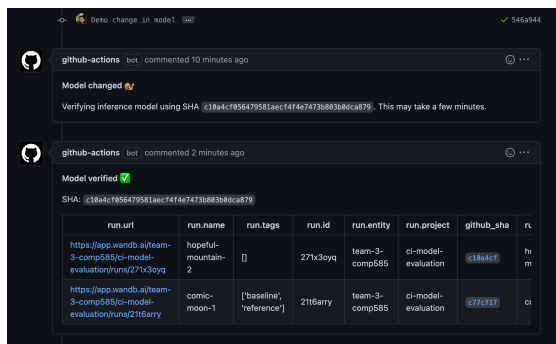 Demo change in model ...
546a944
github-actions bot commented 10 minutes ago
Model changed
Verifying inference model using SHA c10a4cf056479581aecf4f4e7473b803b0dca879. This may take a few minutes.
github-actions bot commented 2 minutes ago
Model verified
SHA: c10a4cf056479581aecf4f4e7473b803b0dca879
run.url run.name run.tags run.id run.entity run.project github_sha
https://app.wandb.ai/team-3-comp585/ci-model-evaluation/runs/271x3oyq hopeful-mountain-2 [] 271x3oyq team-3-comp585 ci-model-evaluation c10a4cf
https://app.wandb.ai/team-3-comp585/ci-model-evaluation/runs/21t6arry comic-moon-1 ['baseline', 'reference'] 21t6arry team-3-comp585 ci-model-evaluation c77c717